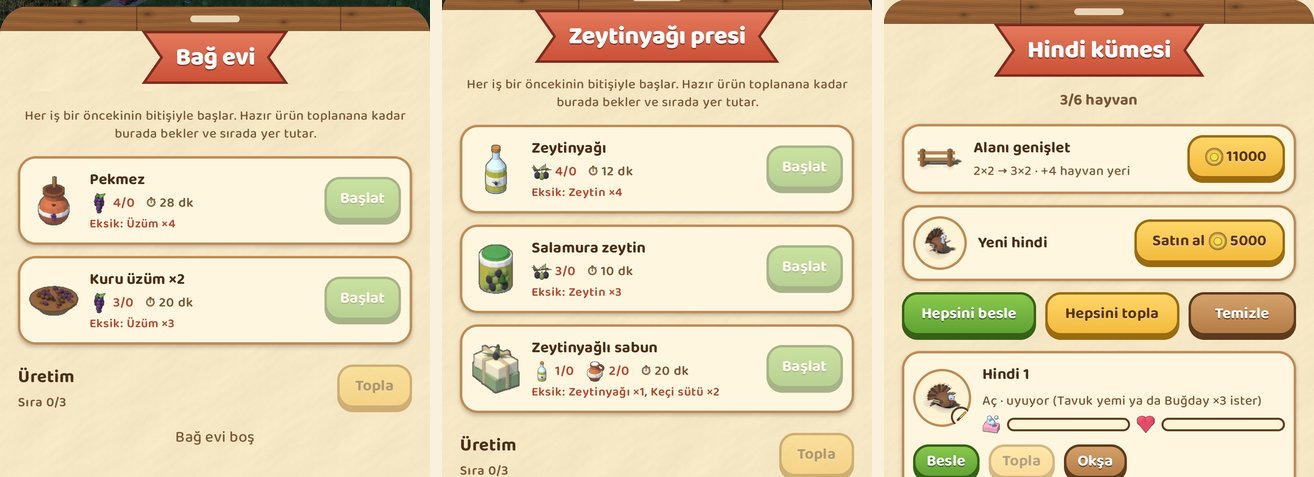 Bağ evi
Her iş bir öncekinin bitişiyle başlar. Hazır ürün toplanana kadar
burada bekler ve sırada yer tutar.
Pekmez
4/0 28 dk
Eksik: Üzüm ×4
Başlat
Kuru üzüm ×2
3/0 20 dk
Eksik: Üzüm ×3
Başlat
Üretim
Sıra 0/3
Topla
Bağ evi boş
Zeytinyağı presi
Her iş bir öncekinin bitişiyle başlar. Hazır ürün toplanana kadar
burada bekler ve sırada yer tutar.
Zeytinyağı
4/0 12 dk
Eksik: Zeytin ×4
Başlat
Salamura zeytin
3/0 10 dk
Eksik: Zeytin ×3
Başlat
Zeytinyağlı sabun
1/0 2/0 20 dk
Eksik: Zeytinyağı ×1, Keçi sütü ×2
Başlat
Üretim
Sıra 0/3
Topla
Hindi kümesi
3/6 hayvan
Alanı genişlet
2×2 → 3×2 · +4 hayvan yeri
11000
Yeni hindi
Satın al 5000
Hepsini besle
Hepsini topla
Temizle
Hindi 1
Aç · uyuyor (Tavuk yemi ya da Buğday ×3 ister)
Besle
Topla
Okşa